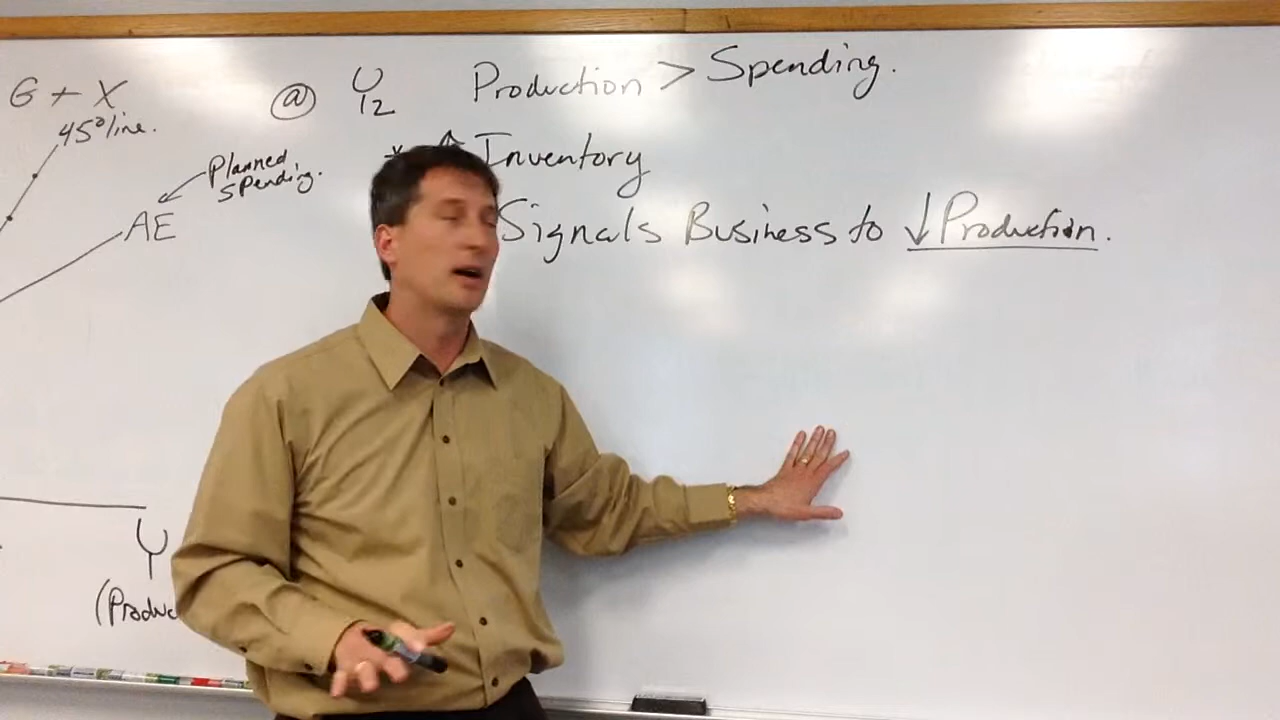 G + X
45° line.
Planned
spending.
AE
Y
(Produc
@ Y12 Production > Spending.
* ↑ Inventory
Signals Business to ↓ Production.